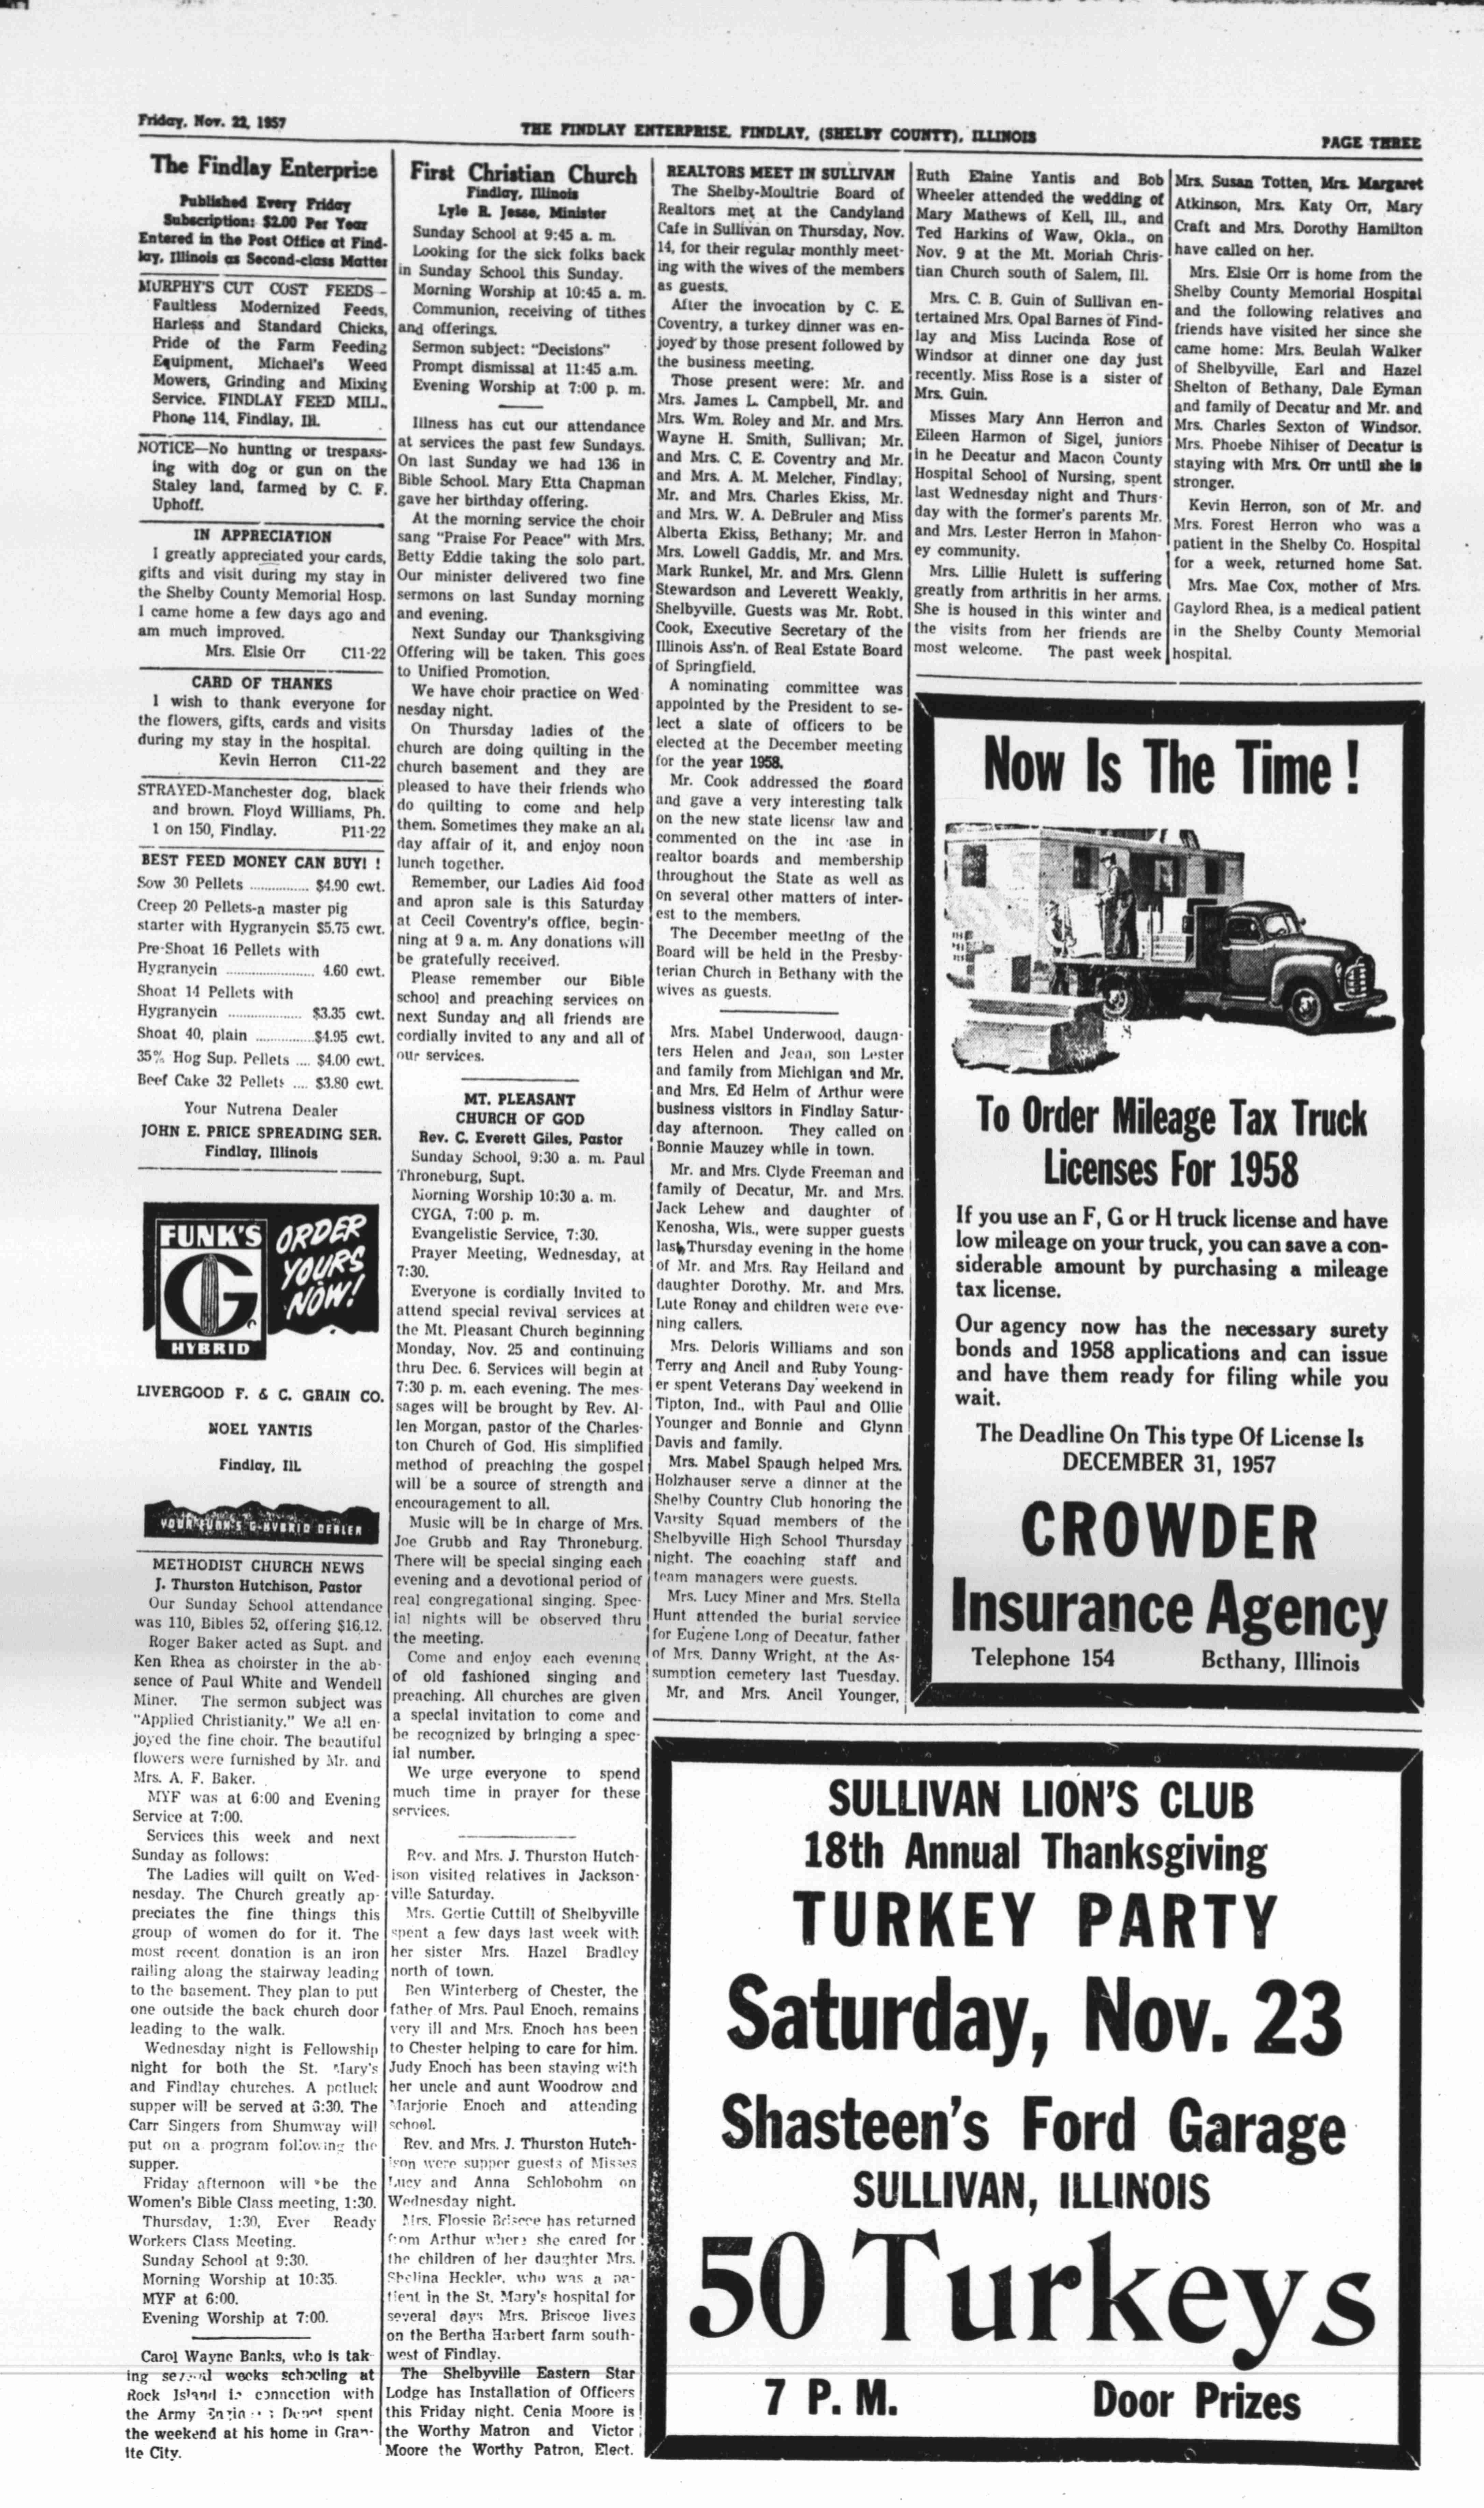 Friday, Nov. 22, 1957
THE FINDLAY ENTERPRISE, FINDLAY, (SHELBY COUNTY), ILLINOIS
PAGE THREE
The Findlay Enterprise
Published Every Friday
Subscription: $2.00 Per Year
Entered in the Post Office at Find-
lay, Illinois as Second-class Matter
MURPHY'S CUT COST FEEDS -
Faultless Modernized Feeds,
Harless and Standard Chicks,
Pride of the Farm Feeding
Equipment, Michael's Weed
Mowers, Grinding and Mixing
Service. FINDLAY FEED MILL,
Phone 114, Findlay, Ill.
NOTICE—No hunting or trespass-
ing with dog or gun on the
Staley land, farmed by C. F.
Uphoff.
IN APPRECIATION
I greatly appreciated your cards,
gifts and visit during my stay in
the Shelby County Memorial Hosp.
I came home a few days ago and
am much improved.
Mrs. Elsie Orr C11-22
CARD OF THANKS
I wish to thank everyone for
the flowers, gifts, cards and visits
during my stay in the hospital.
Kevin Herron C11-22
STRAYED-Manchester dog, black
and brown. Floyd Williams, Ph.
1 on 150, Findlay. P11-22
BEST FEED MONEY CAN BUY! !
Sow 30 Pellets ............... $4.90 cwt.
Creep 20 Pellets-a master pig
starter with Hygranycin $5.75 cwt.
Pre-Shoat 16 Pellets with
Hygranycin ...................... 4.60 cwt.
Shoat 14 Pellets with
Hygranycin ................... $3.35 cwt.
Shoat 40, plain ...............$4.95 cwt.
35% Hog Sup. Pellets .... $4.00 cwt.
Beef Cake 32 Pellets .... $3.80 cwt.
Your Nutrena Dealer
JOHN E. PRICE SPREADING SER.
Findlay, Illinois
FUNK'S
G
HYBRID
ORDER
YOURS
NOW!
LIVERGOOD F. & C. GRAIN CO.
NOEL YANTIS
Findlay, Ill.
YOUR FUNK'S G-HYBRID DEALER
METHODIST CHURCH NEWS
J. Thurston Hutchison, Pastor
Our Sunday School attendance
was 110, Bibles 52, offering $16.12.
Roger Baker acted as Supt. and
Ken Rhea as choirster in the ab-
sence of Paul White and Wendell
Miner. The sermon subject was
"Applied Christianity." We all en-
joyed the fine choir. The beautiful
flowers were furnished by Mr. and
Mrs. A. F. Baker.
MYF was at 6:00 and Evening
Service at 7:00.
Services this week and next
Sunday as follows:
The Ladies will quilt on Wed-
nesday. The Church greatly ap-
preciates the fine things this
group of women do for it. The
most recent donation is an iron
railing along the stairway leading
to the basement. They plan to put
one outside the back church door
leading to the walk.
Wednesday night is Fellowship
night for both the St. Mary's
and Findlay churches. A potluck
supper will be served at 6:30. The
Carr Singers from Shumway will
put on a program following the
supper.
Friday afternoon will be the
Women's Bible Class meeting, 1:30.
Thursday, 1:30, Ever Ready
Workers Class Meeting.
Sunday School at 9:30.
Morning Worship at 10:35.
MYF at 6:00.
Evening Worship at 7:00.
Carol Wayne Banks, who is tak-
ing several weeks schooling at
Rock Island in connection with
the Army Depot spent
the weekend at his home in Gran-
ite City.
First Christian Church
Findlay, Illinois
Lyle R. Jesse, Minister
Sunday School at 9:45 a. m.
Looking for the sick folks back
in Sunday School this Sunday.
Morning Worship at 10:45 a. m.
Communion, receiving of tithes
and offerings.
Sermon subject: "Decisions"
Prompt dismissal at 11:45 a.m.
Evening Worship at 7:00 p. m.
Illness has cut our attendance
at services the past few Sundays.
On last Sunday we had 136 in
Bible School. Mary Etta Chapman
gave her birthday offering.
At the morning service the choir
sang "Praise For Peace" with Mrs.
Betty Eddie taking the solo part.
Our minister delivered two fine
sermons on last Sunday morning
and evening.
Next Sunday our Thanksgiving
Offering will be taken. This goes
to Unified Promotion.
We have choir practice on Wed-
nesday night.
On Thursday ladies of the
church are doing quilting in the
church basement and they are
pleased to have their friends who
do quilting to come and help
them. Sometimes they make an all
day affair of it, and enjoy noon
lunch together.
Remember, our Ladies Aid food
and apron sale is this Saturday
at Cecil Coventry's office, begin-
ning at 9 a. m. Any donations will
be gratefully received.
Please remember our Bible
school and preaching services on
next Sunday and all friends are
cordially invited to any and all of
our services.
MT. PLEASANT
CHURCH OF GOD
Rev. C. Everett Giles, Pastor
Sunday School, 9:30 a. m. Paul
Throneburg, Supt.
Morning Worship 10:30 a. m.
CYGA, 7:00 p. m.
Evangelistic Service, 7:30.
Prayer Meeting, Wednesday, at
7:30.
Everyone is cordially invited to
attend special revival services at
the Mt. Pleasant Church beginning
Monday, Nov. 25 and continuing
thru Dec. 6. Services will begin at
7:30 p. m. each evening. The mes-
sages will be brought by Rev. Al-
len Morgan, pastor of the Charles-
ton Church of God. His simplified
method of preaching the gospel
will be a source of strength and
encouragement to all.
Music will be in charge of Mrs.
Joe Grubb and Ray Throneburg.
There will be special singing each
evening and a devotional period of
real congregational singing. Spec-
ial nights will be observed thru
the meeting.
Come and enjoy each evening
of old fashioned singing and
preaching. All churches are given
a special invitation to come and
be recognized by bringing a spec-
ial number.
We urge everyone to spend
much time in prayer for these
services.
Rev. and Mrs. J. Thurston Hutch-
ison visited relatives in Jackson-
ville Saturday.
Mrs. Gertie Cuttill of Shelbyville
spent a few days last week with
her sister Mrs. Hazel Bradley
north of town.
Ben Winterberg of Chester, the
father of Mrs. Paul Enoch, remains
very ill and Mrs. Enoch has been
to Chester helping to care for him.
Judy Enoch has been staying with
her uncle and aunt Woodrow and
Marjorie Enoch and attending
school.
Rev. and Mrs. J. Thurston Hutch-
ison were supper guests of Misses
Lucy and Anna Schlobohm on
Wednesday night.
Mrs. Flossie Briscoe has returned
from Arthur where she cared for
the children of her daughter Mrs.
Shelina Heckler, who was a pa-
tient in the St. Mary's hospital for
several days Mrs. Briscoe lives
on the Bertha Harbert farm south-
west of Findlay.
The Shelbyville Eastern Star
Lodge has Installation of Officers
this Friday night. Cenia Moore is
the Worthy Matron and Victor
Moore the Worthy Patron, Elect.
REALTORS MEET IN SULLIVAN
The Shelby-Moultrie Board of
Realtors met at the Candyland
Cafe in Sullivan on Thursday, Nov.
14, for their regular monthly meet-
ing with the wives of the members
as guests.
After the invocation by C. E.
Coventry, a turkey dinner was en-
joyed by those present followed by
the business meeting.
Those present were: Mr. and
Mrs. James L. Campbell, Mr. and
Mrs. Wm. Roley and Mr. and Mrs.
Wayne H. Smith, Sullivan; Mr.
and Mrs. C. E. Coventry and Mr.
and Mrs. A. M. Melcher, Findlay;
Mr. and Mrs. Charles Ekiss, Mr.
and Mrs. W. A. DeBruler and Miss
Alberta Ekiss, Bethany; Mr. and
Mrs. Lowell Gaddis, Mr. and Mrs.
Mark Runkel, Mr. and Mrs. Glenn
Stewardson and Leverett Weakly,
Shelbyville. Guests was Mr. Robt.
Cook, Executive Secretary of the
Illinois Ass'n. of Real Estate Board
of Springfield.
A nominating committee was
appointed by the President to se-
lect a slate of officers to be
elected at the December meeting
for the year 1958.
Mr. Cook addressed the Board
and gave a very interesting talk
on the new state license law and
commented on the increase in
realtor boards and membership
throughout the State as well as
on several other matters of inter-
est to the members.
The December meeting of the
Board will be held in the Presby-
terian Church in Bethany with the
wives as guests.
Mrs. Mabel Underwood, daugh-
ters Helen and Jean, son Lester
and family from Michigan and Mr.
and Mrs. Ed Helm of Arthur were
business visitors in Findlay Satur-
day afternoon. They called on
Bonnie Mauzey while in town.
Mr. and Mrs. Clyde Freeman and
family of Decatur, Mr. and Mrs.
Jack Lehew and daughter of
Kenosha, Wis., were supper guests
last Thursday evening in the home
of Mr. and Mrs. Ray Heiland and
daughter Dorothy. Mr. and Mrs.
Lute Roney and children were eve-
ning callers.
Mrs. Deloris Williams and son
Terry and Ancil and Ruby Young-
er spent Veterans Day weekend in
Tipton, Ind., with Paul and Ollie
Younger and Bonnie and Glynn
Davis and family.
Mrs. Mabel Spaugh helped Mrs.
Holzhauser serve a dinner at the
Shelby Country Club honoring the
Varsity Squad members of the
Shelbyville High School Thursday
night. The coaching staff and
team managers were guests.
Mrs. Lucy Miner and Mrs. Stella
Hunt attended the burial service
for Eugene Long of Decatur, father
of Mrs. Danny Wright, at the As-
sumption cemetery last Tuesday.
Mr. and Mrs. Ancil Younger,
Ruth Elaine Yantis and Bob
Wheeler attended the wedding of
Mary Mathews of Kell, Ill., and
Ted Harkins of Waw, Okla., on
Nov. 9 at the Mt. Moriah Chris-
tian Church south of Salem, Ill.
Mrs. C. B. Guin of Sullivan en-
tertained Mrs. Opal Barnes of Find-
lay and Miss Lucinda Rose of
Windsor at dinner one day just
recently. Miss Rose is a sister of
Mrs. Guin.
Misses Mary Ann Herron and
Eileen Harmon of Sigel, juniors
in he Decatur and Macon County
Hospital School of Nursing, spent
last Wednesday night and Thurs-
day with the former's parents Mr.
and Mrs. Lester Herron in Mahon-
ey community.
Mrs. Lillie Hulett is suffering
greatly from arthritis in her arms.
She is housed in this winter and
the visits from her friends are
most welcome. The past week
Mrs. Susan Totten, Mrs. Margaret
Atkinson, Mrs. Katy Orr, Mary
Craft and Mrs. Dorothy Hamilton
have called on her.
Mrs. Elsie Orr is home from the
Shelby County Memorial Hospital
and the following relatives and
friends have visited her since she
came home: Mrs. Beulah Walker
of Shelbyville, Earl and Hazel
Shelton of Bethany, Dale Eyman
and family of Decatur and Mr. and
Mrs. Charles Sexton of Windsor.
Mrs. Phoebe Nihiser of Decatur is
staying with Mrs. Orr until she is
stronger.
Kevin Herron, son of Mr. and
Mrs. Forest Herron who was a
patient in the Shelby Co. Hospital
for a week, returned home Sat.
Mrs. Mae Cox, mother of Mrs.
Gaylord Rhea, is a medical patient
in the Shelby County Memorial
hospital.
Now Is The Time !
To Order Mileage Tax Truck
Licenses For 1958
If you use an F, G or H truck license and have
low mileage on your truck, you can save a con-
siderable amount by purchasing a mileage
tax license.
Our agency now has the necessary surety
bonds and 1958 applications and can issue
and have them ready for filing while you
wait.
The Deadline On This type Of License Is
DECEMBER 31, 1957
CROWDER
Insurance Agency
Telephone 154 Bethany, Illinois
SULLIVAN LION'S CLUB
18th Annual Thanksgiving
TURKEY PARTY
Saturday, Nov. 23
Shasteen's Ford Garage
SULLIVAN, ILLINOIS
50 Turkeys
7 P. M. Door Prizes